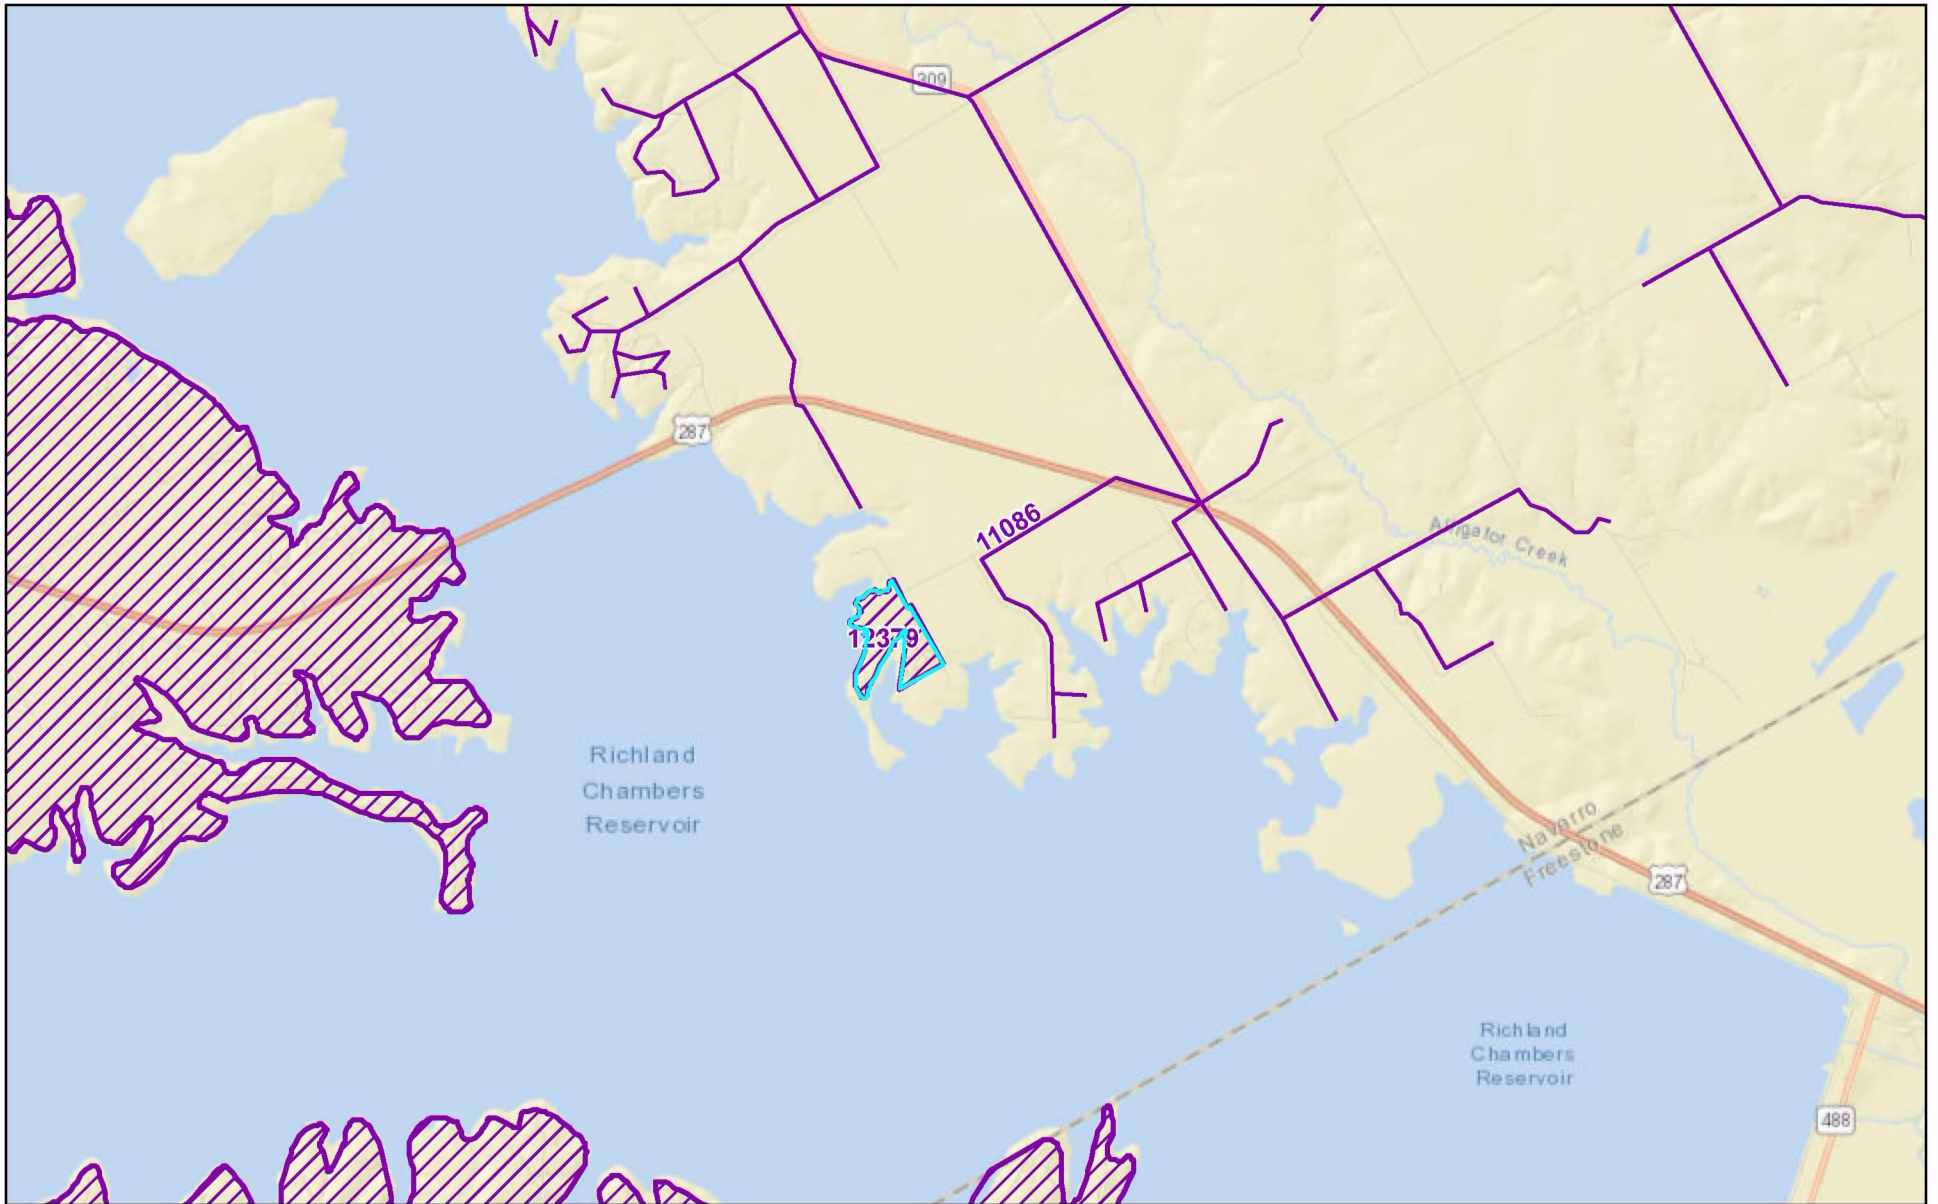 309
287
11086
Alligator Creek
12379
Richland
Chambers
Reservoir
Navarro
Freestone
287
Richland
Chambers
Reservoir
488